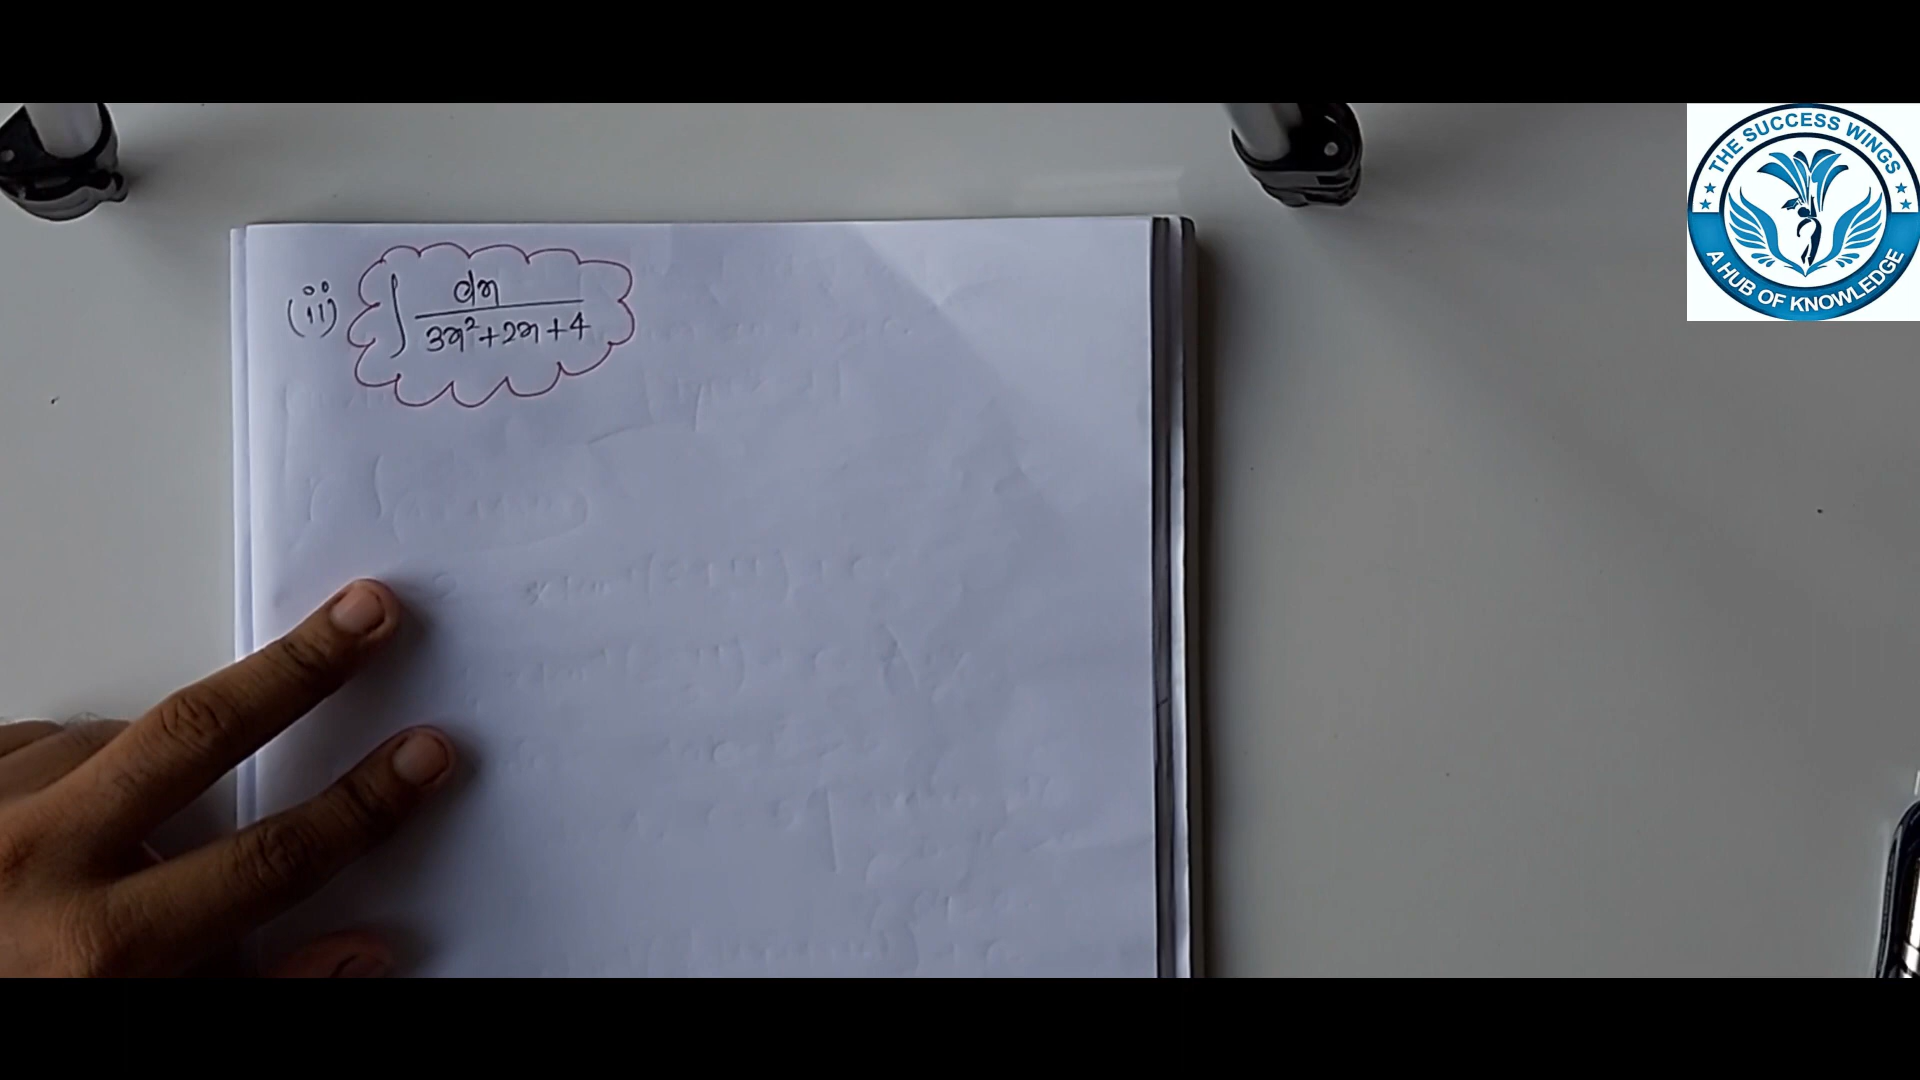 (ii) ∫ dx / 3x²+2x+4
THE SUCCESS WINGS
A HUB OF KNOWLEDGE